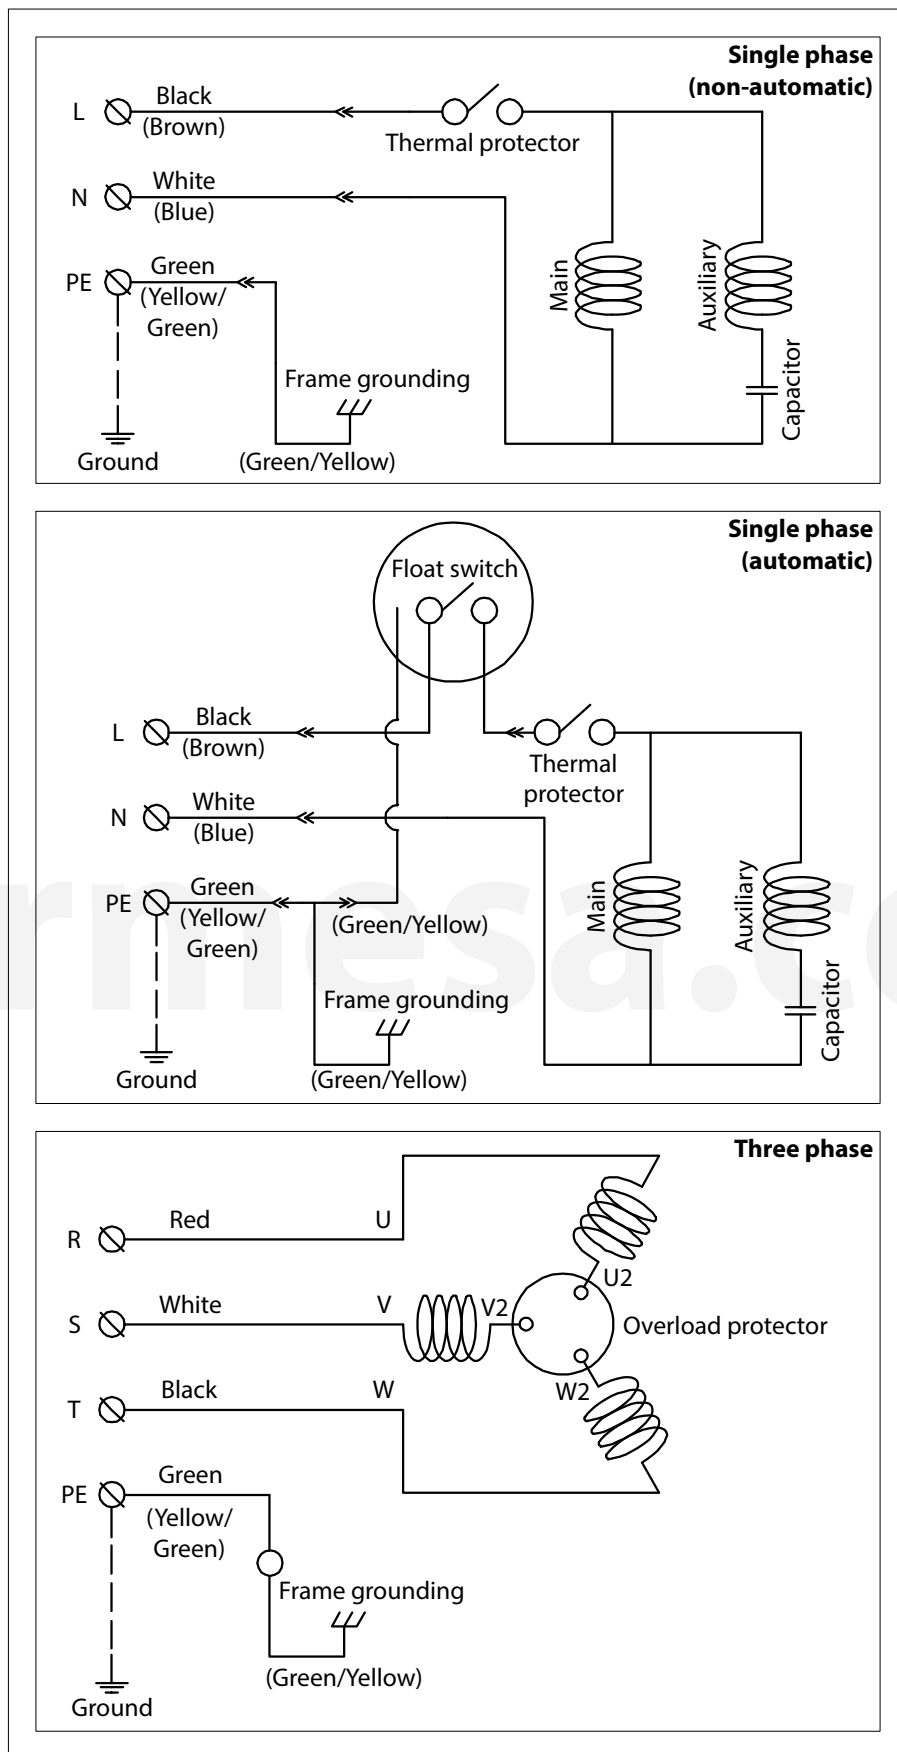 Single phase
(non-automatic)
L
Black
(Brown)
Thermal protector
N
White
(Blue)
PE
Green
(Yellow/
Green)
Main
Auxiliary
Capacitor
Frame grounding
Ground
(Green/Yellow)
Single phase
(automatic)
Float switch
L
Black
(Brown)
Thermal
protector
N
White
(Blue)
PE
Green
(Yellow/
Green)
(Green/Yellow)
Main
Auxiliary
Capacitor
Frame grounding
Ground
(Green/Yellow)
Three phase
R
Red
U
U2
S
White
V
V2
Overload protector
T
Black
W
W2
PE
Green
(Yellow/
Green)
Frame grounding
(Green/Yellow)
Ground